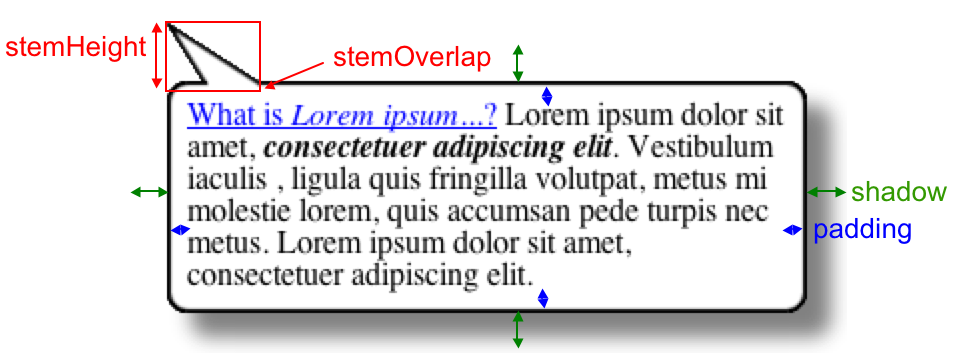 stemHeight
stemOverlap
What is Lorem ipsum...? Lorem ipsum dolor sit
amet, consectetuer adipiscing elit. Vestibulum
iaculis , ligula quis fringilla volutpat, metus mi
molestie lorem, quis accumsan pede turpis nec
metus. Lorem ipsum dolor sit amet,
consectetuer adipiscing elit.
shadow
padding